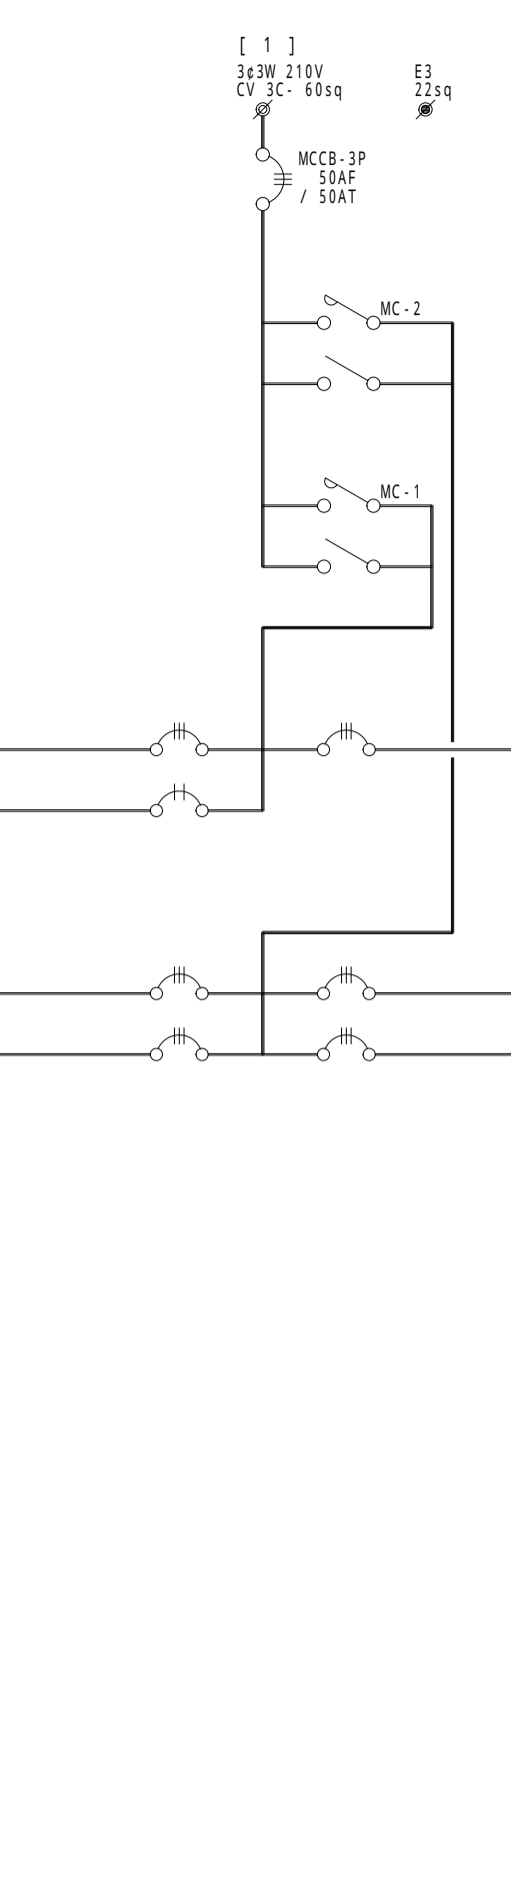 [ 1 ]
3¢3W 210V
CV 3C- 60sq
E3
22sq
MCCB-3P
50AF
/ 50AT
MC-2
MC-1